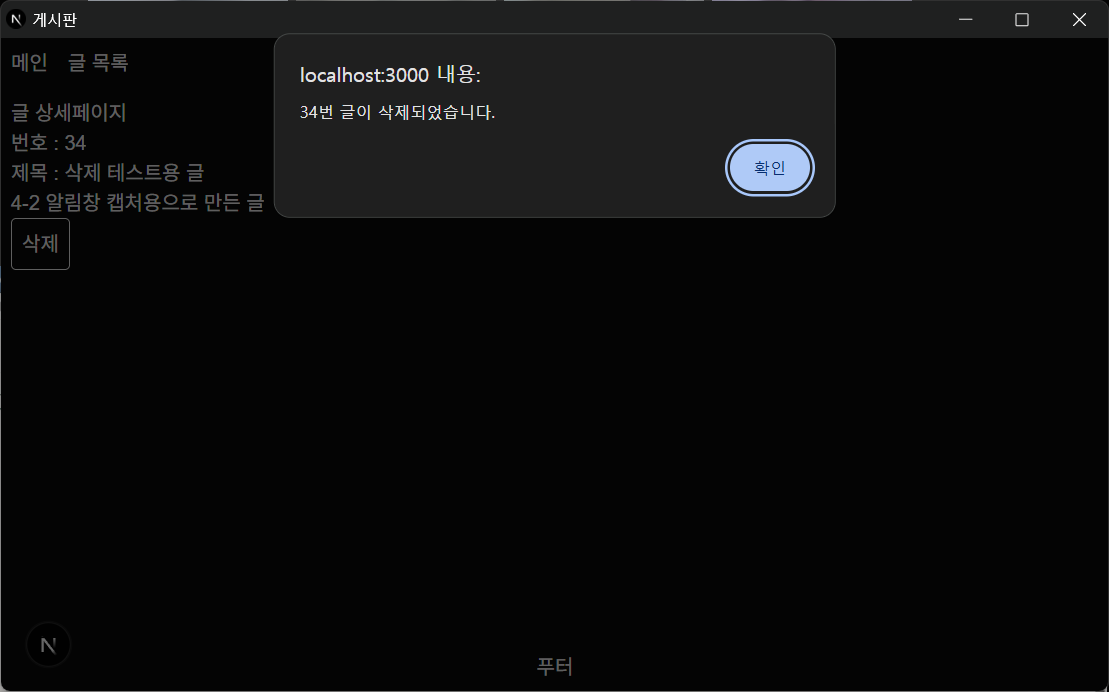 게시판
메인 글 목록
localhost:3000 내용:
34번 글이 삭제되었습니다.
확인
글 상세페이지
번호 : 34
제목 : 삭제 테스트용 글
4-2 알림창 캡처용으로 만든 글
삭제
N
푸터